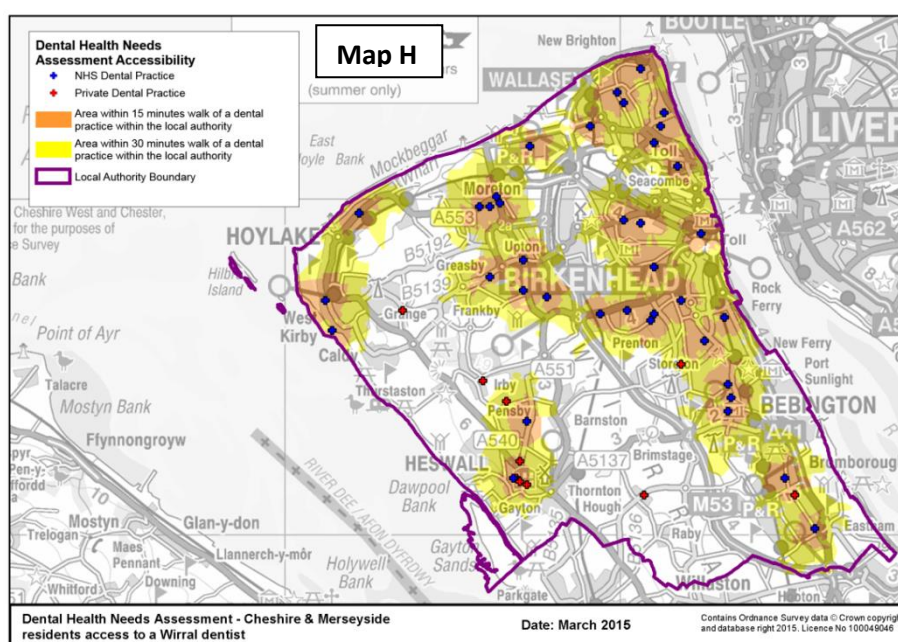 Map H
Dental Health Needs
Assessment Accessibility
NHS Dental Practice
Private Dental Practice
Area within 15 minutes walk of a dental
practice within the local authority
Area within 30 minutes walk of a dental
practice within the local authority
Local Authority Boundary
(summer only)
Cheshire West and Chester,
for the purposes of
Survey
New Brighton
BOOTLE
WALLASEY
LIVER
East
Hoyle Bank
Mockbeggar
Wharf
P&R
Toll
Seacombe
Moreton
A553
A562
HOYLAKE
B5192
Upton
Toll
Hilbre
Island
Greasby
BIRKENHEAD
B5139
Rock
Ferry
Bank
Grange
Frankby
West
Kirby
Prenton
New Ferry
Point of Ayr
Caldy
Storeton
Port
Sunlight
A551
Talacre
Thurstaston
Irby
Mostyn Bank
Pensby
Barnston
BEBINGTON
Ffynnongroyw
A540
P&R
A41
HESWALL
A5137
Brimstage
Bromborough
RIVER DEE/AFON DYFRDWY
Dawpool
Bank
Thornton
Hough
M53
P&R
Gayton
Raby
Eastham
Mostyn
Glan-y-don
Trelogan
Maes
Pennant
Llannerch-y-môr
Gayton
Sands
Downing
Holywell
Bank
Willaston
Whitford
Parkgate
Hooton
Dental Health Needs Assessment - Cheshire & Merseyside
residents access to a Wirral dentist
Date: March 2015
Contains Ordnance Survey data © Crown copyright
and database right 2015. Licence No 100049046